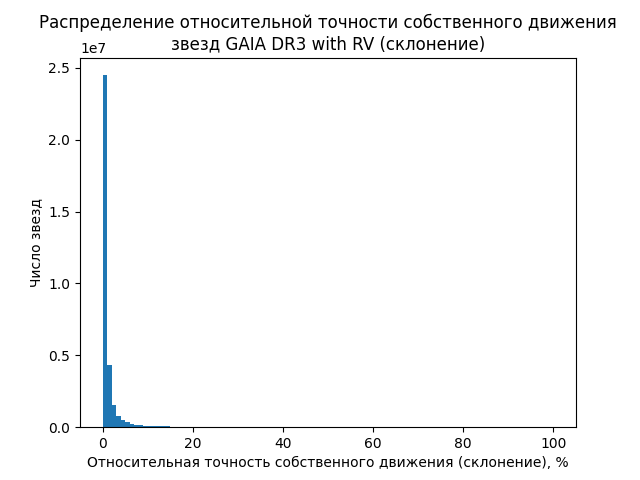 Распределение относительной точности собственного движения
звезд GAIA DR3 with RV (склонение)
1e7
2.5
2.0
1.5
1.0
0.5
0.0
Число звезд
0 20 40 60 80 100
Относительная точность собственного движения (склонение), %